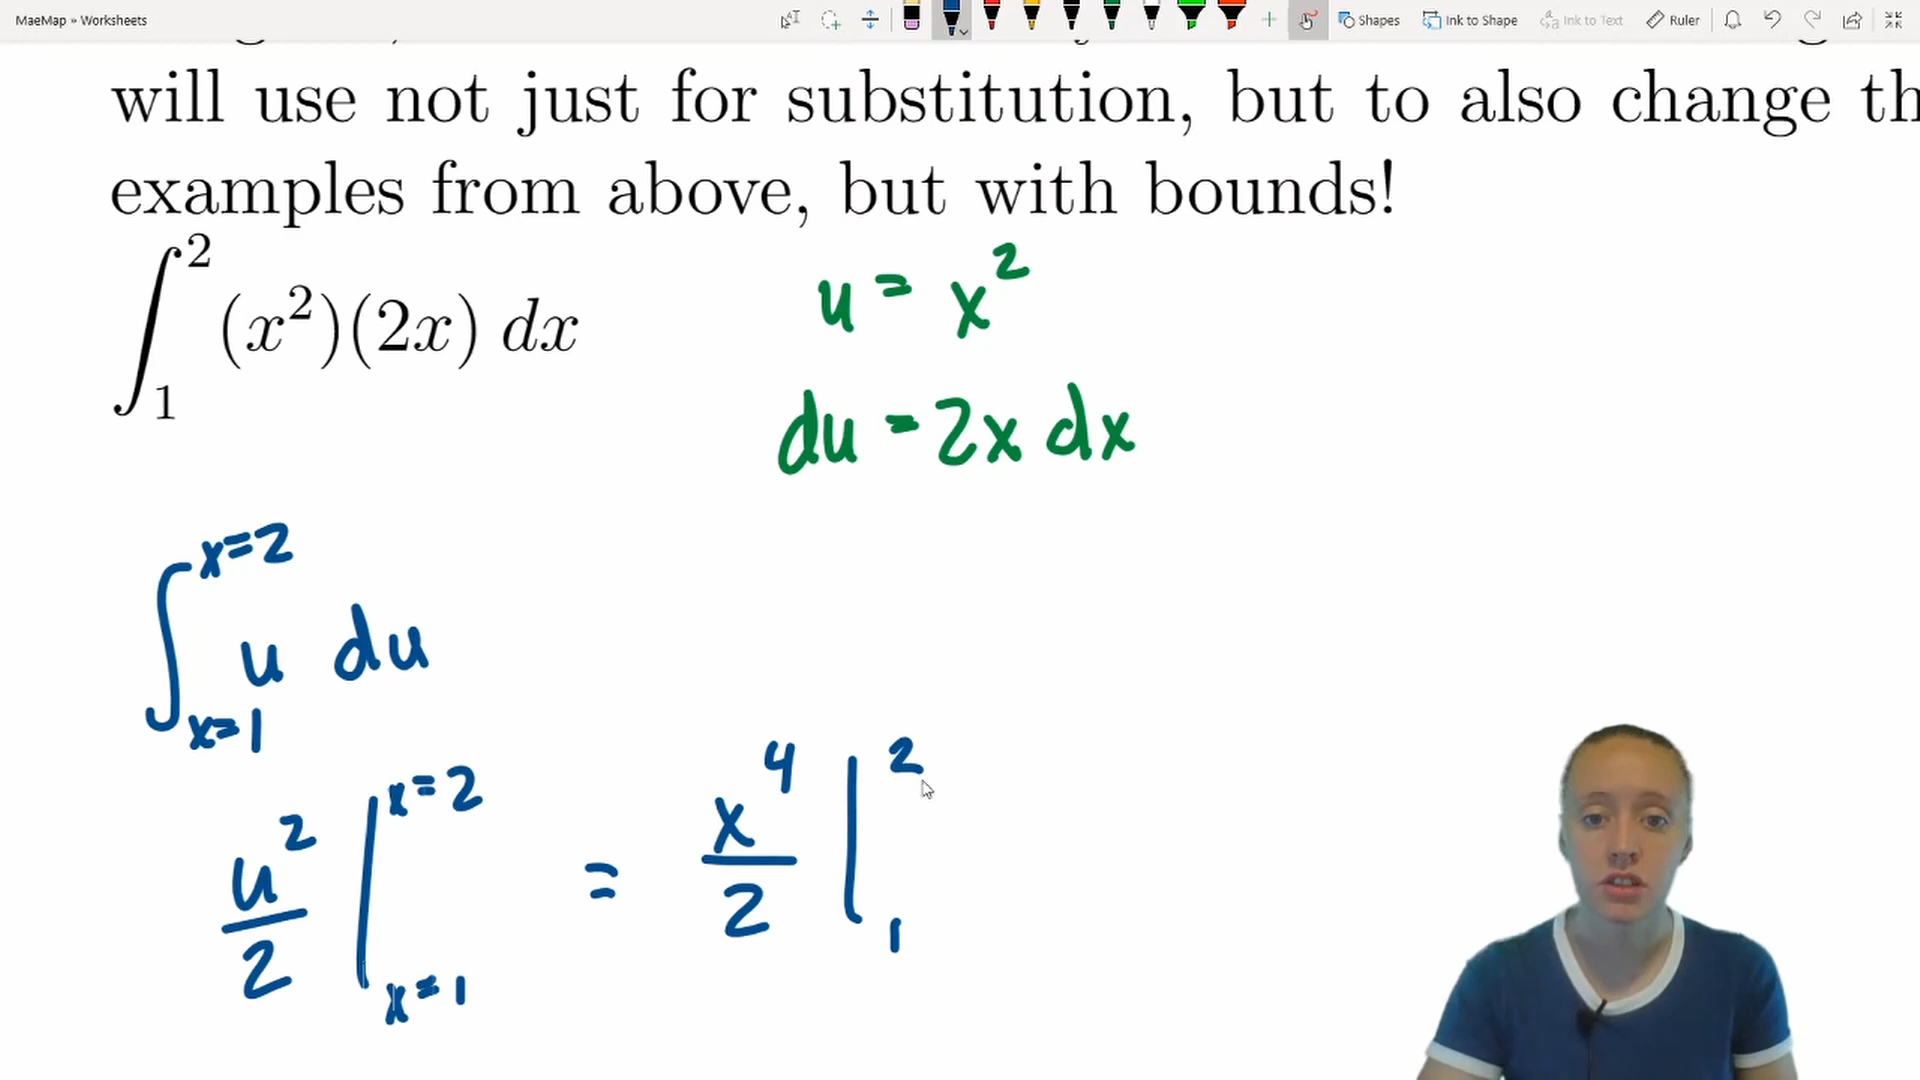 MaeMap » Worksheets
Shapes Ink to Shape Ink to Text Ruler
will use not just for substitution, but to also change th
examples from above, but with bounds!
∫₁² (x²)(2x) dx
u = x²
du = 2x dx
∫ₓ₌₁ˣ⁼² u du
u²/2 |ₓ₌₁ˣ⁼² = x⁴/2 |₁²